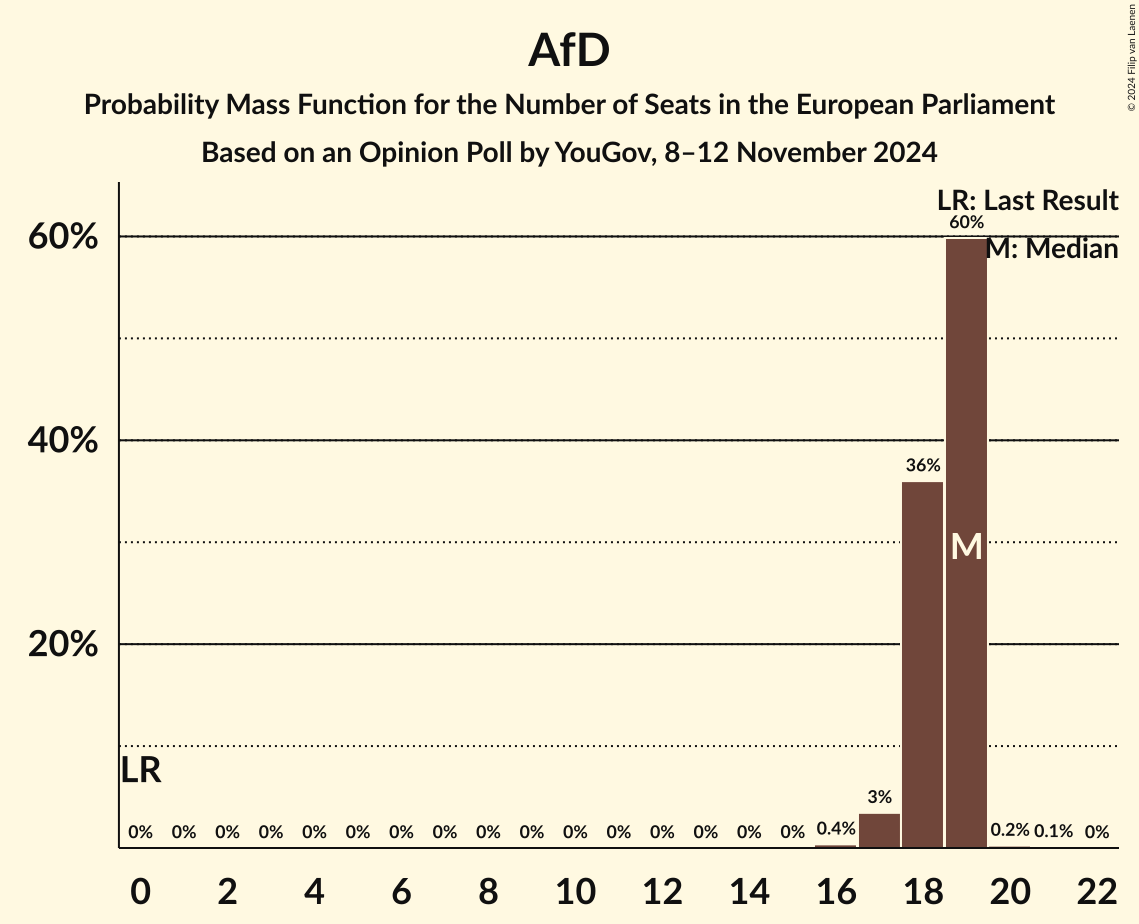 AfD
Probability Mass Function for the Number of Seats in the European Parliament
Based on an Opinion Poll by YouGov, 8–12 November 2024
© 2024 Filip van Laenen
LR: Last Result
M: Median
60%
40%
20%
60%
36%
M
LR
3%
0% 0% 0% 0% 0% 0% 0% 0% 0% 0% 0% 0% 0% 0% 0% 0% 0.4% 0.2% 0.1% 0%
0 2 4 6 8 10 12 14 16 18 20 22